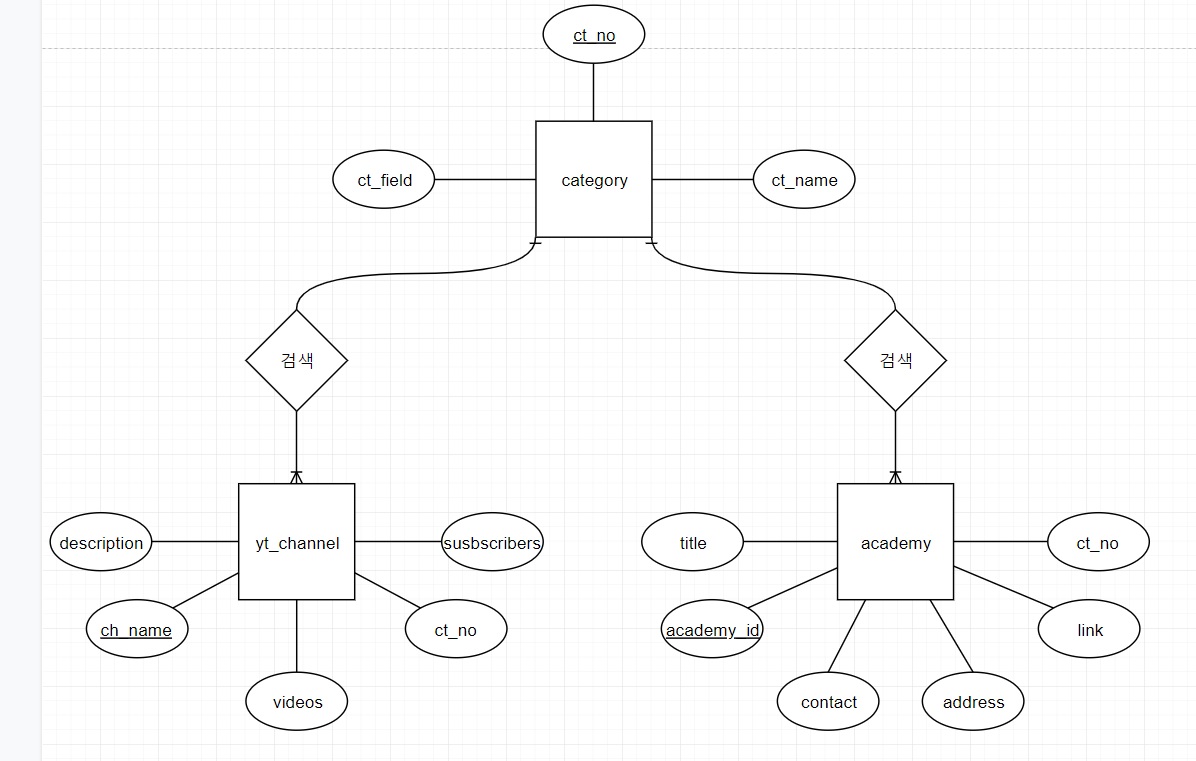 ct_no
ct_field
category
ct_name
검색
검색
description
yt_channel
susbscribers
title
academy
ct_no
ch_name
ct_no
academy_id
link
videos
contact
address